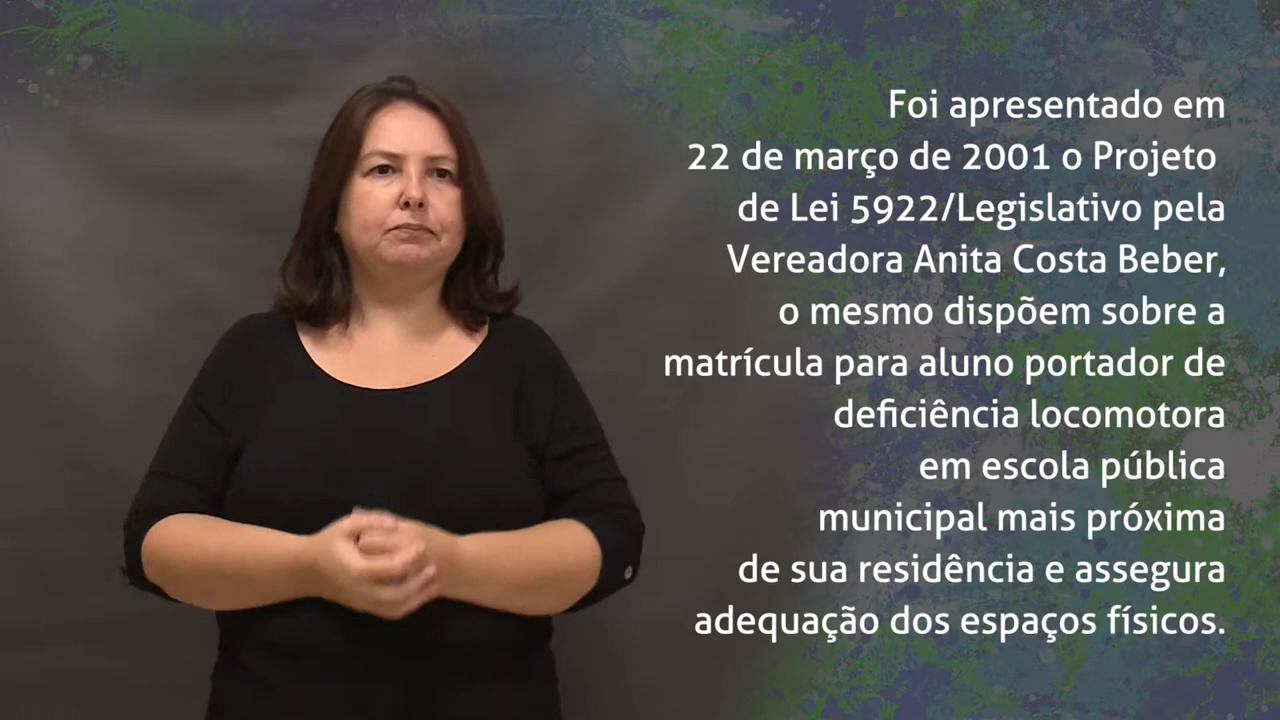 Foi apresentado em
22 de março de 2001 o Projeto
de Lei 5922/Legislativo pela
Vereadora Anita Costa Beber,
o mesmo dispõem sobre a
matrícula para aluno portador de
deficiência locomotora
em escola pública
municipal mais próxima
de sua residência e assegura
adequação dos espaços físicos.